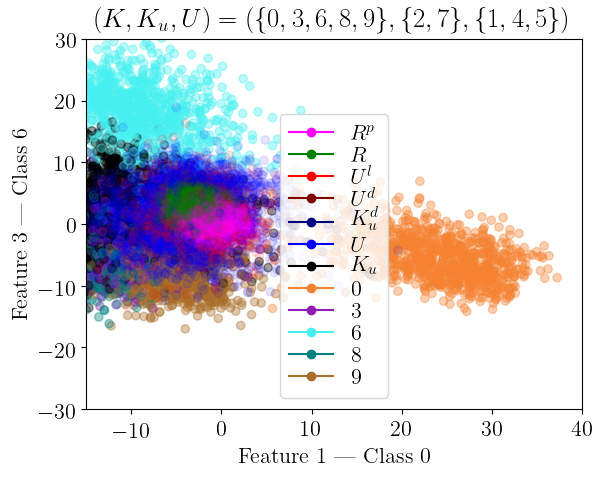 (K, K_u, U) = ({0, 3, 6, 8, 9}, {2, 7}, {1, 4, 5})
Feature 3 — Class 6
30
20
10
0
−10
−20
−30
R^p
R
U^l
U^d
K_u^d
U
K_u
0
3
6
8
9
−10
0
10
20
30
40
Feature 1 — Class 0